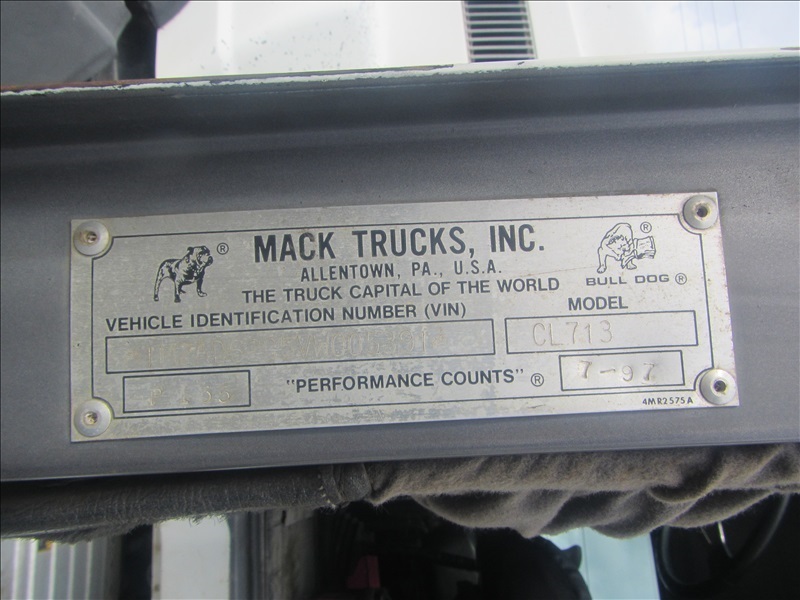 MACK TRUCKS, INC.
ALLENTOWN, PA., U.S.A.
THE TRUCK CAPITAL OF THE WORLD
BULL DOG ®
VEHICLE IDENTIFICATION NUMBER (VIN)
MODEL
CL713
"PERFORMANCE COUNTS" ®
7-97
4MR2575A